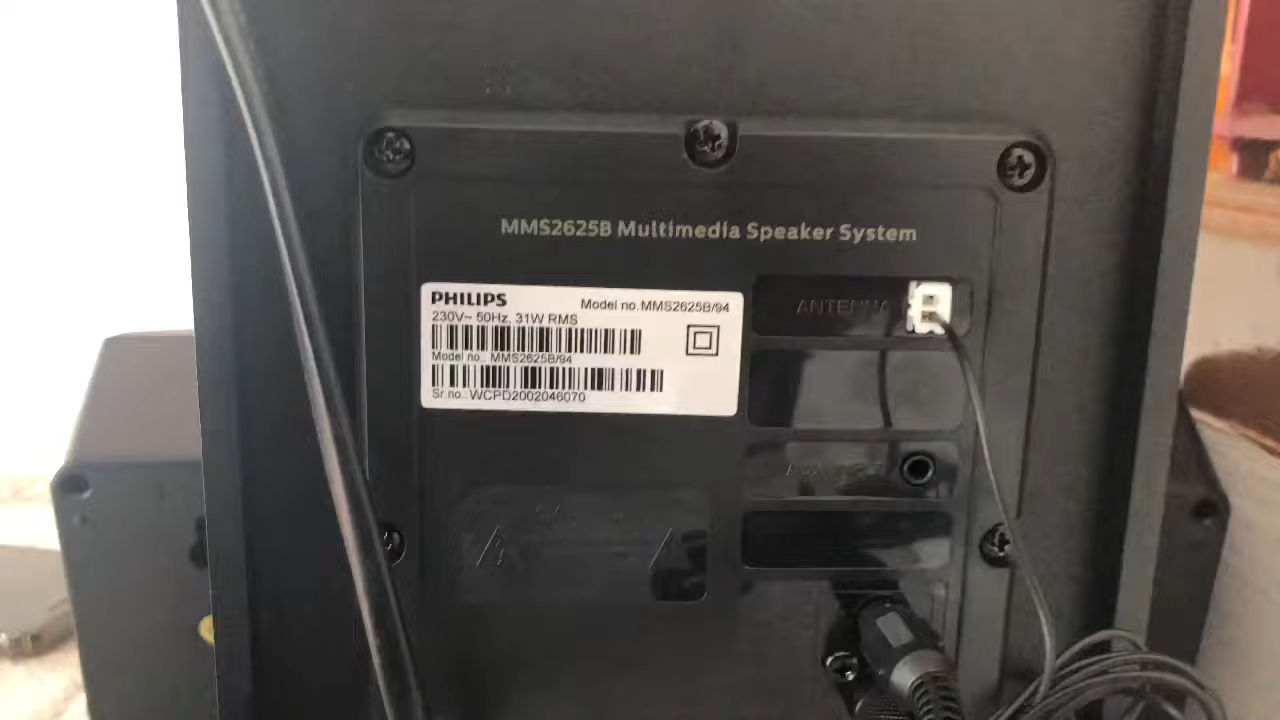 MMS2625B Multimedia Speaker System
PHILIPS Model no.MMS2625B/94
230V~ 50Hz, 31W RMS
Model no.: MMS2625B/94
Sr.no.: WCPD2002046070
ANTENNA